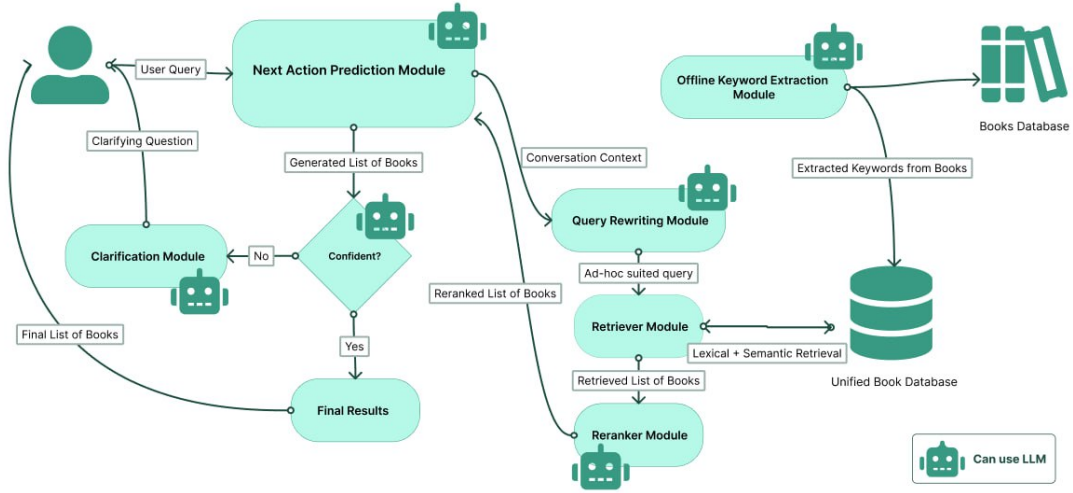 User Query
Next Action Prediction Module
Offline Keyword Extraction
Module
Books Database
Clarifying Question
Generated List of Books
Conversation Context
Extracted Keywords from Books
Query Rewriting Module
Clarification Module
No
Confident?
Ad-hoc suited query
Reranked List of Books
Final List of Books
Retriever Module
Yes
Lexical + Semantic Retrieval
Retrieved List of Books
Unified Book Database
Final Results
Reranker Module
Can use LLM